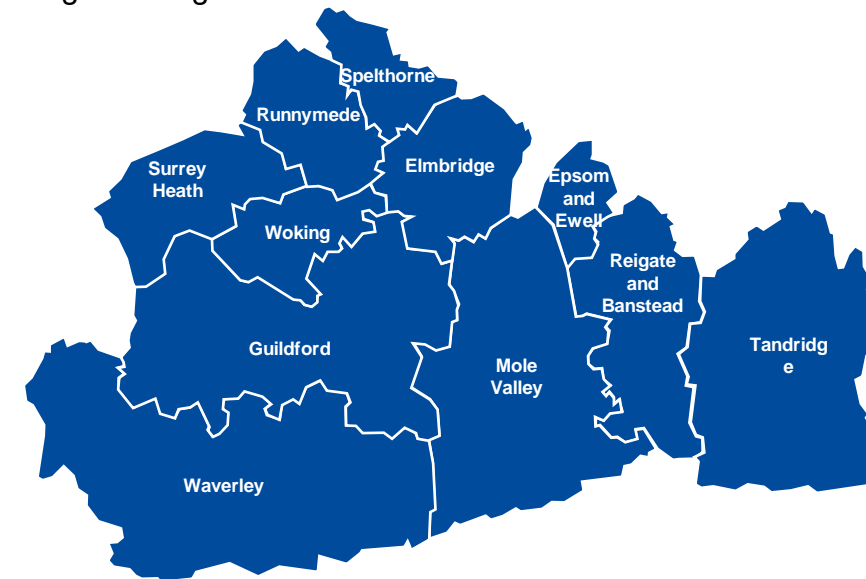 Spelthorne
Runnymede
Elmbridge
Surrey
Heath
Epsom
and
Ewell
Woking
Reigate
and
Banstead
Guildford
Mole
Valley
Tandridg
e
Waverley